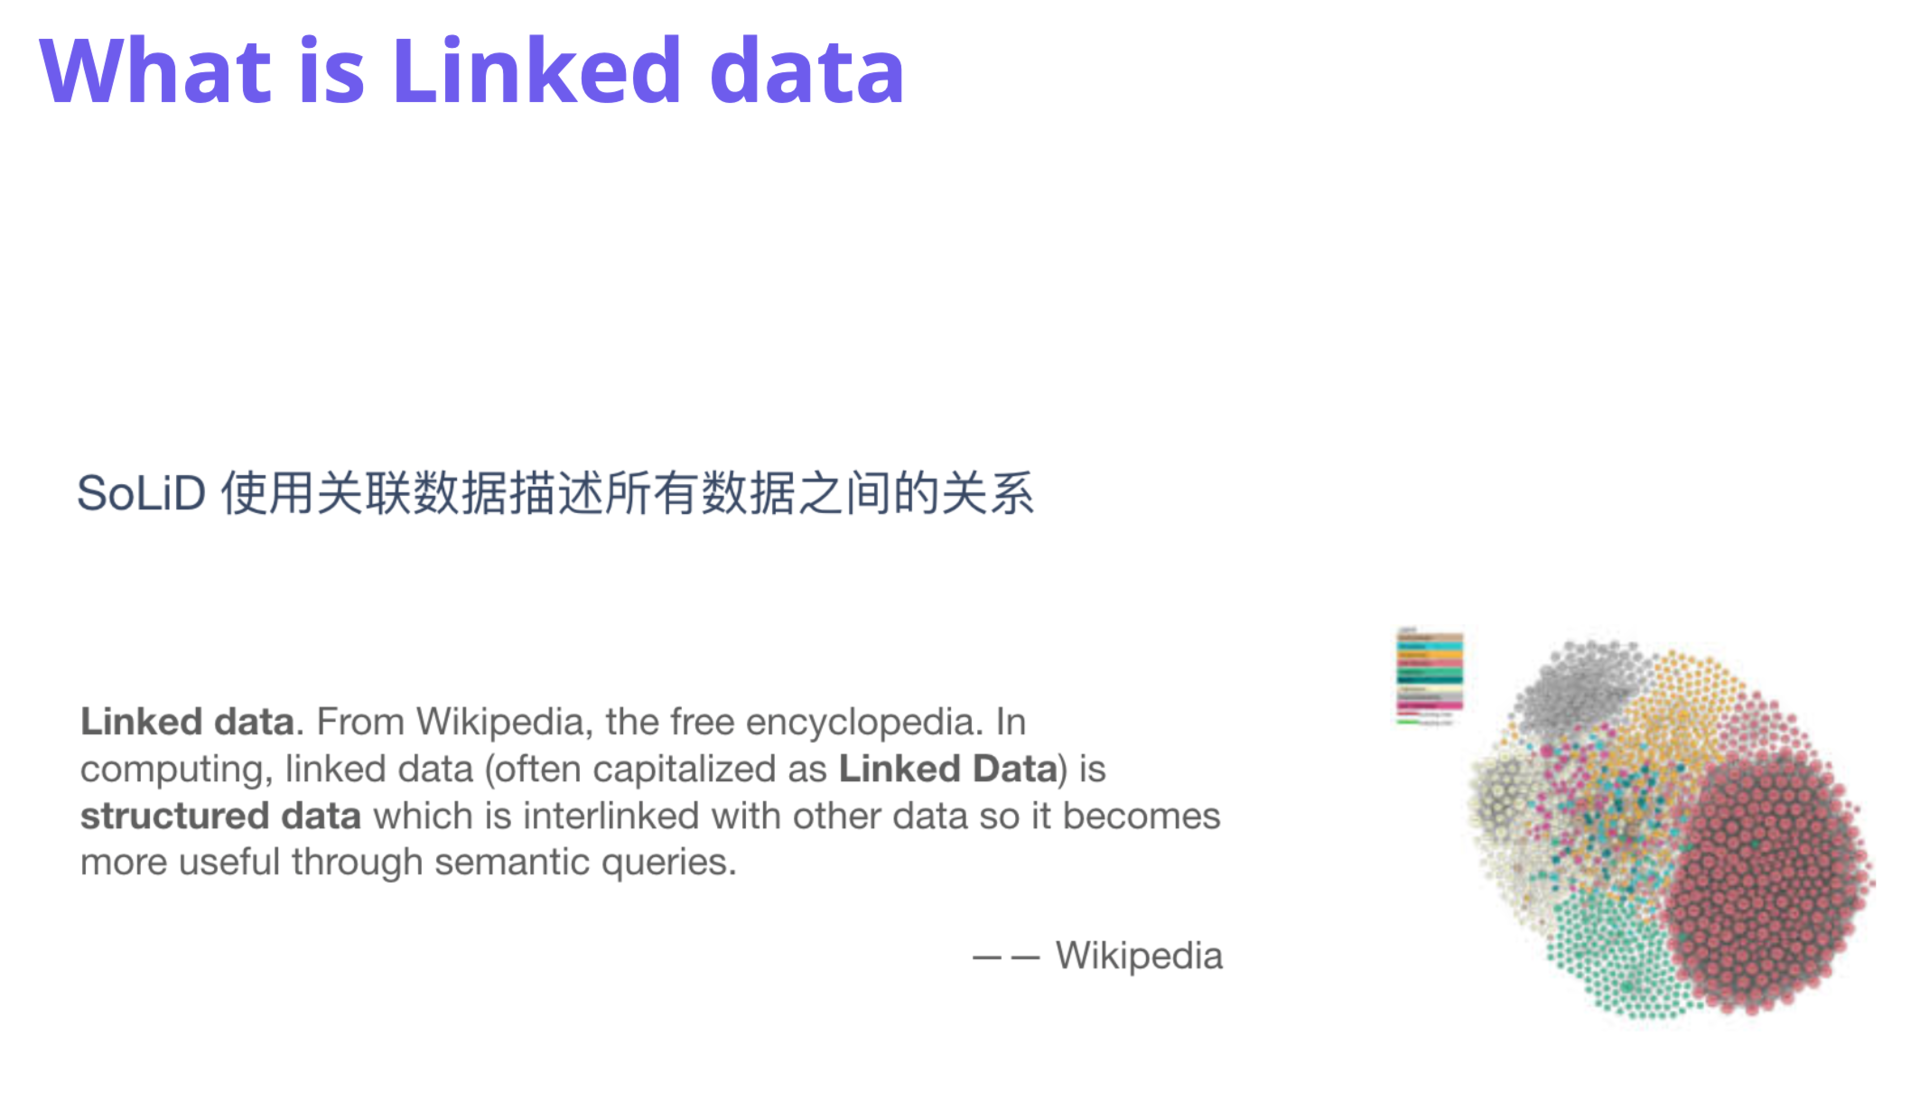 What is Linked data
SoLiD 使用关联数据描述所有数据之间的关系
Linked data. From Wikipedia, the free encyclopedia. In
computing, linked data (often capitalized as Linked Data) is
structured data which is interlinked with other data so it becomes
more useful through semantic queries.
—— Wikipedia